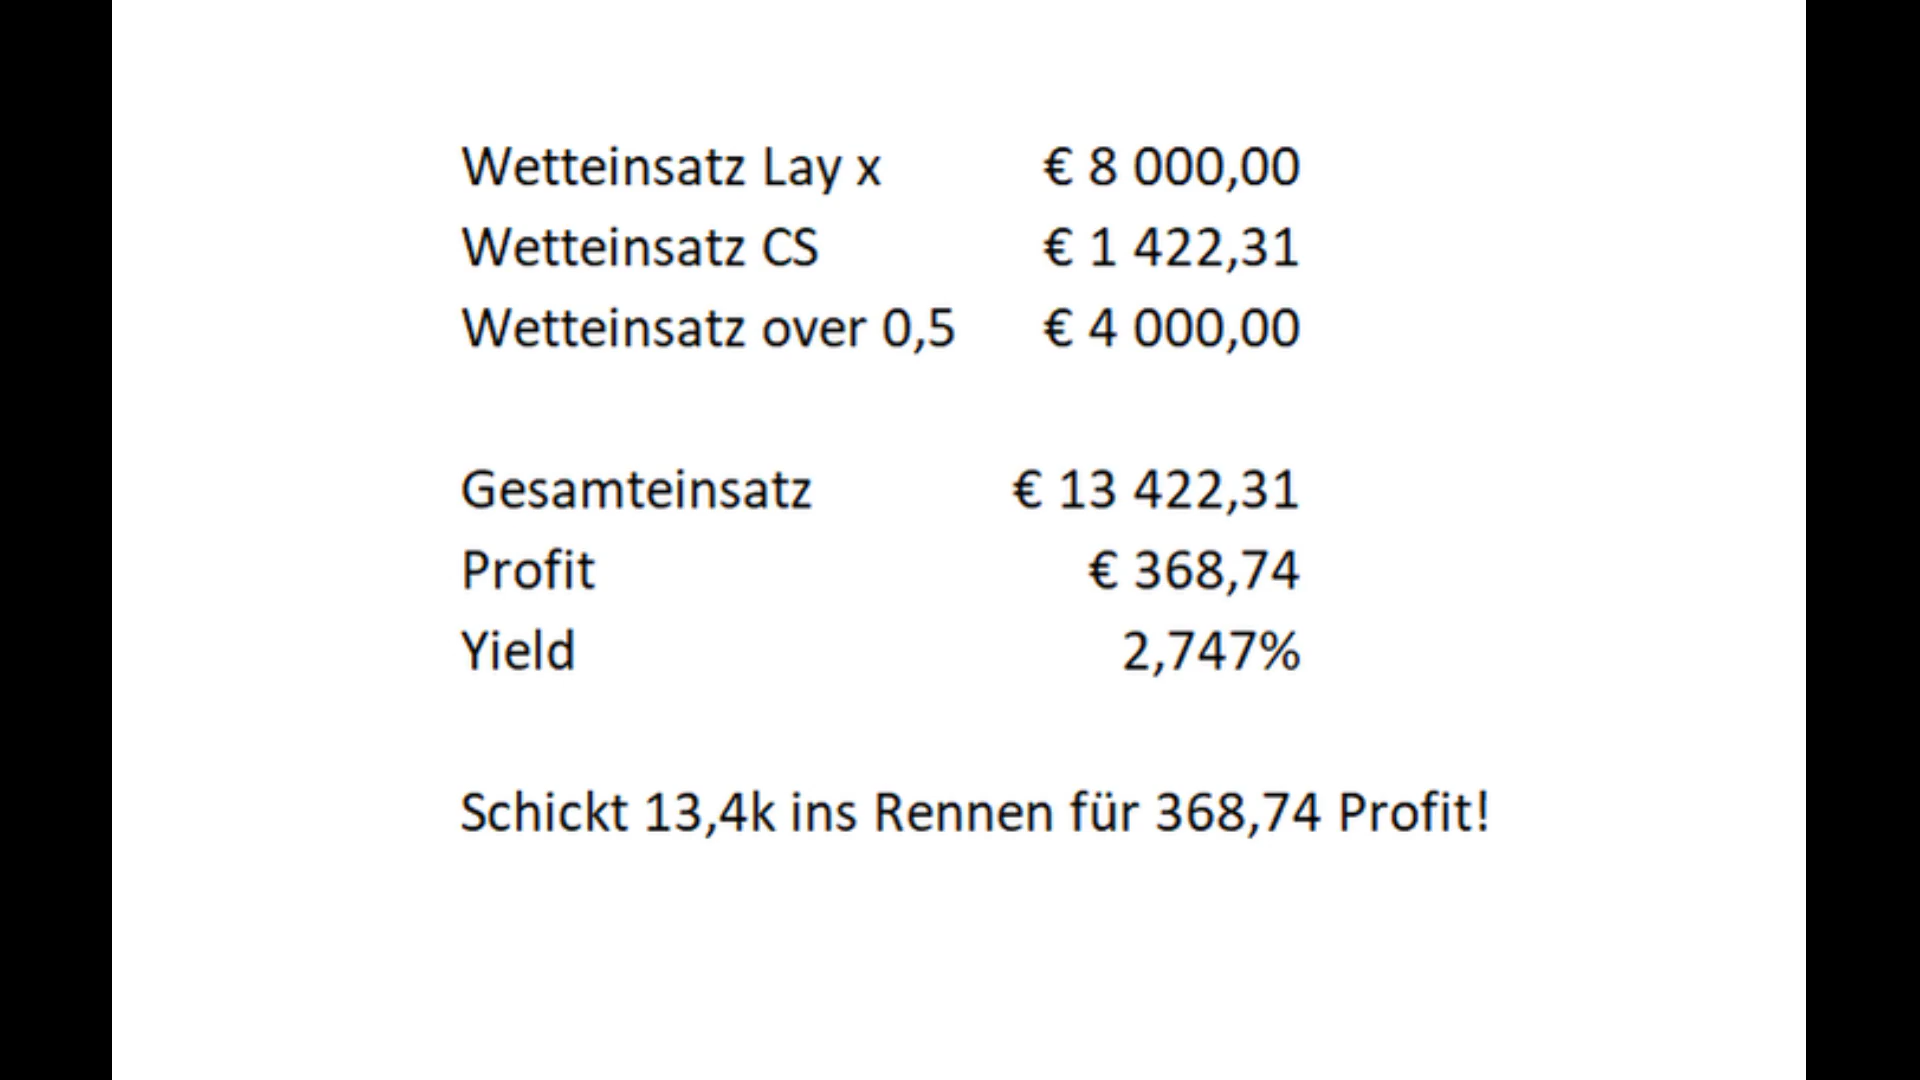 Wetteinsatz Lay x € 8 000,00
Wetteinsatz CS € 1 422,31
Wetteinsatz over 0,5 € 4 000,00
Gesamteinsatz € 13 422,31
Profit € 368,74
Yield 2,747%
Schickt 13,4k ins Rennen für 368,74 Profit!